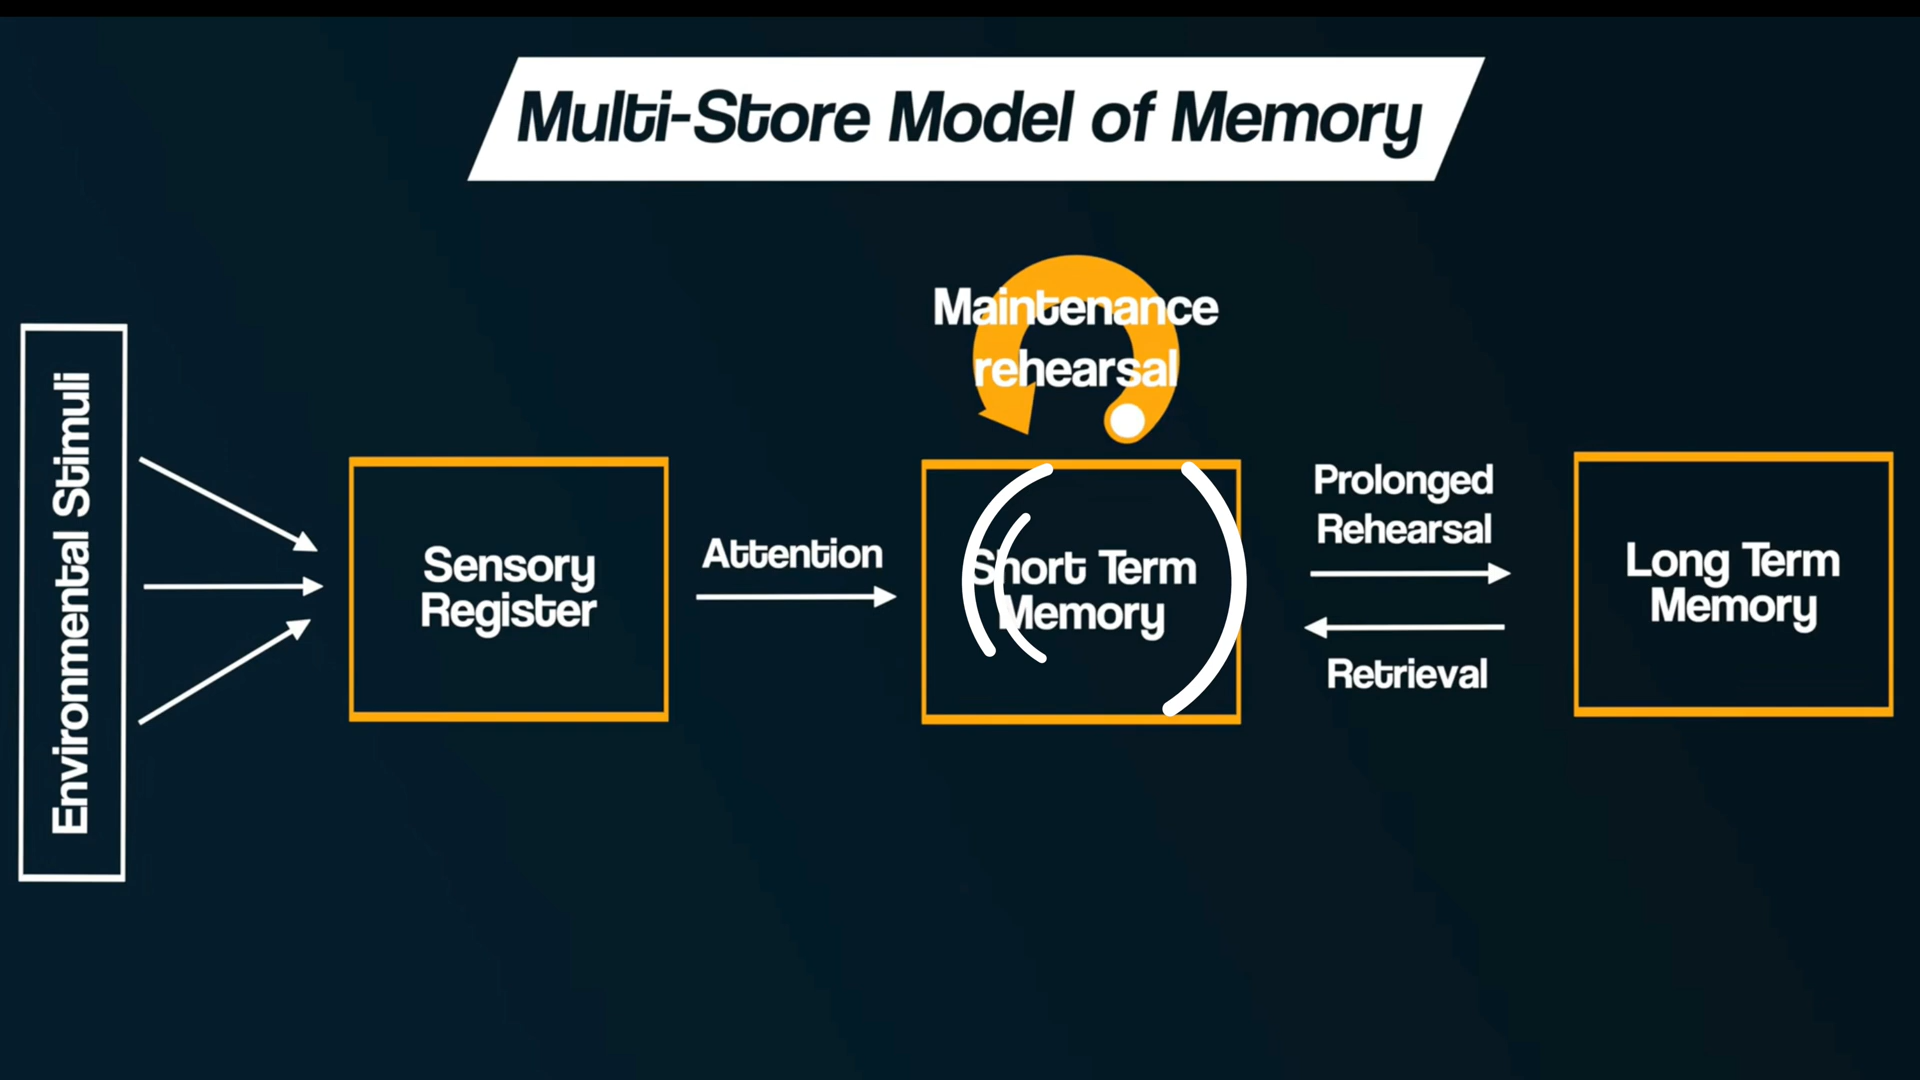 Multi-Store Model of Memory
Maintenance
rehearsal
Environmental Stimuli
Sensory
Register
Attention
Short Term
Memory
Prolonged
Rehearsal
Retrieval
Long Term
Memory